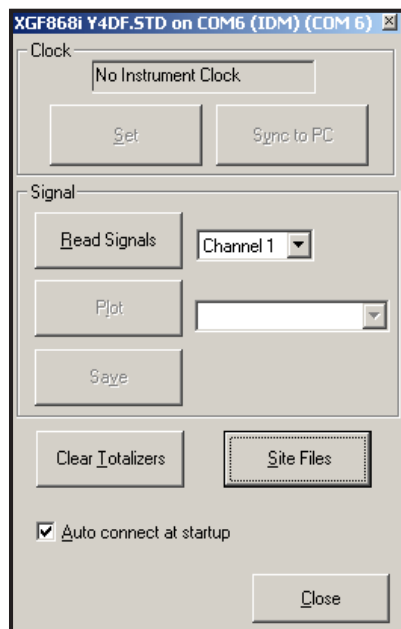 XGF868i Y4DF.STD on COM6 (IDM) (COM 6)
Clock
No Instrument Clock
Set
Sync to PC
Signal
Read Signals
Channel 1
Plot
Save
Clear Totalizers
Site Files
Auto connect at startup
Close